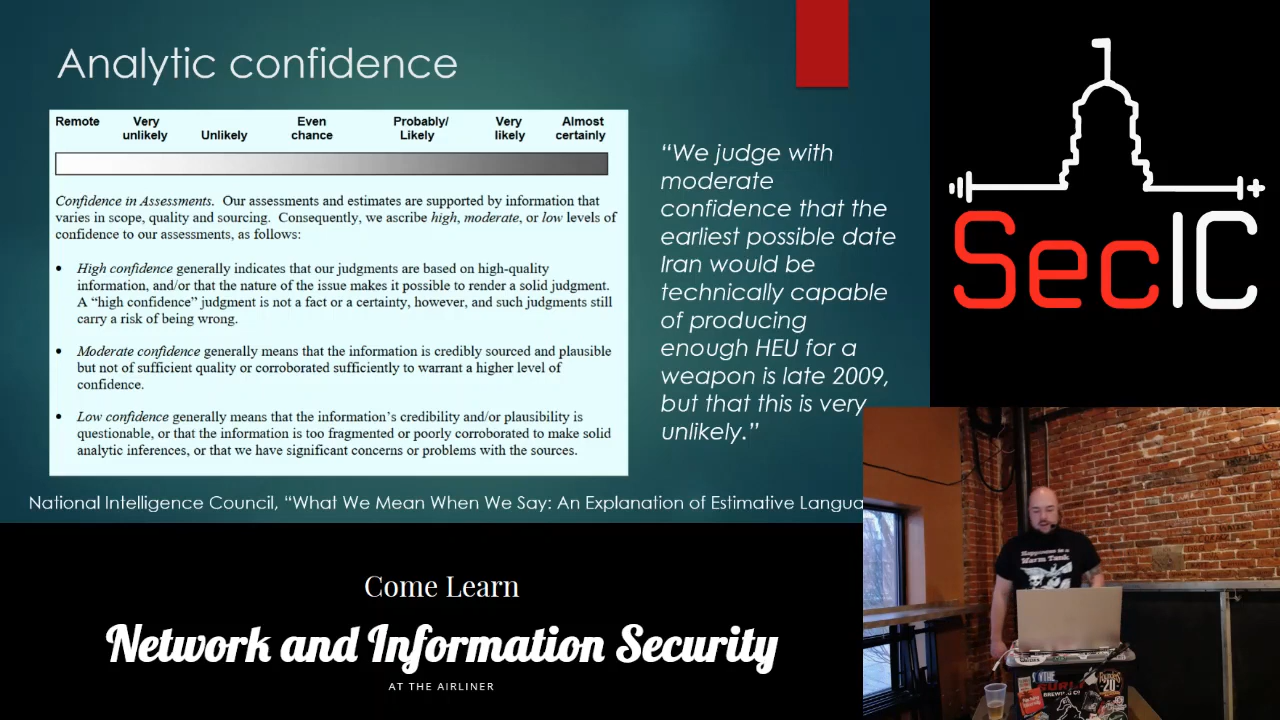 Analytic confidence
Remote Very unlikely Unlikely Even chance Probably/ Likely Very likely Almost certainly
Confidence in Assessments. Our assessments and estimates are supported by information that
varies in scope, quality and sourcing. Consequently, we ascribe high, moderate, or low levels of
confidence to our assessments, as follows:
• High confidence generally indicates that our judgments are based on high-quality
information, and/or that the nature of the issue makes it possible to render a solid judgment.
A “high confidence” judgment is not a fact or a certainty, however, and such judgments still
carry a risk of being wrong.
• Moderate confidence generally means that the information is credibly sourced and plausible
but not of sufficient quality or corroborated sufficiently to warrant a higher level of
confidence.
• Low confidence generally means that the information’s credibility and/or plausibility is
questionable, or that the information is too fragmented or poorly corroborated to make solid
analytic inferences, or that we have significant concerns or problems with the sources.
“We judge with
moderate
confidence that the
earliest possible date
Iran would be
technically capable
of producing
enough HEU for a
weapon is late 2009,
but that this is very
unlikely.”
National Intelligence Council, “What We Mean When We Say: An Explanation of Estimative Langua
SecIC
Come Learn
Network and Information Security
AT THE AIRLINER
Happiness is a
Warm Tank